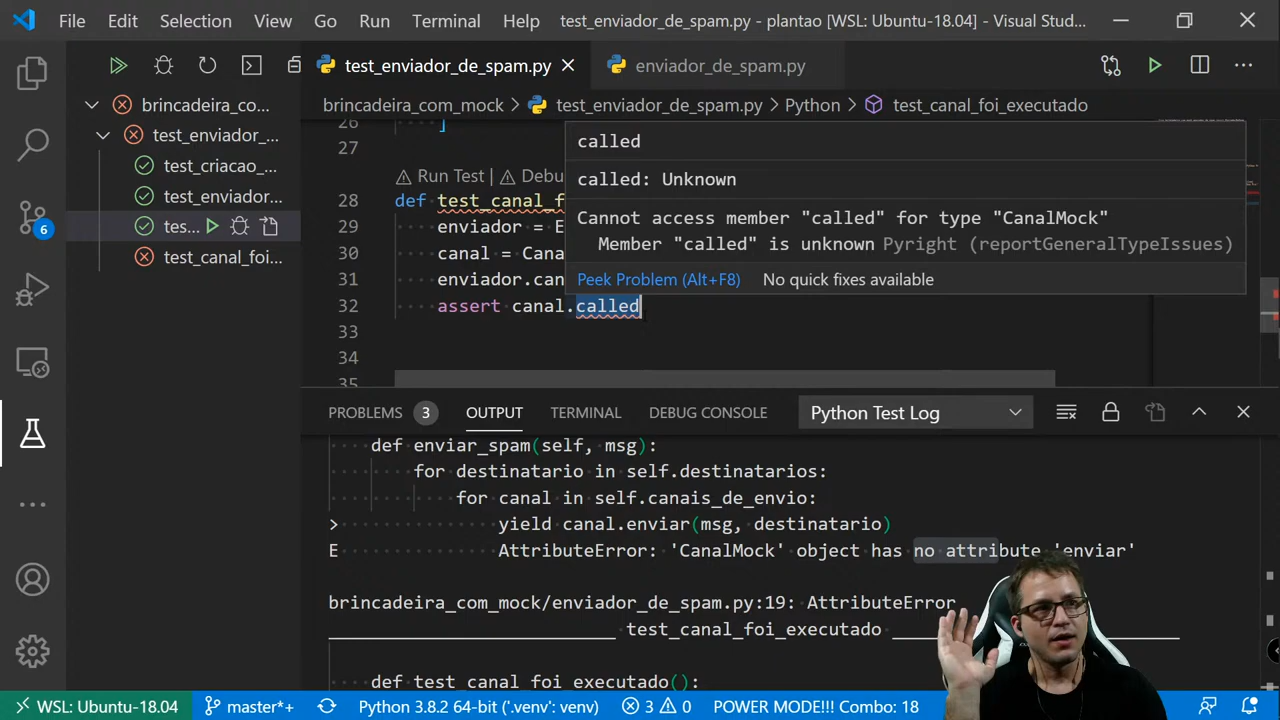 File Edit Selection View Go Run Terminal Help test_enviador_de_spam.py - plantao [WSL: Ubuntu-18.04] - Visual Stud...
test_enviador_de_spam.py enviador_de_spam.py
brincadeira_com_mock > test_enviador_de_spam.py > Python > test_canal_foi_executado
brincadeira_co...
test_enviador_...
test_criacao_...
test_enviador...
tes...
test_canal_foi...
6
26 ]
27
Run Test | Debu
28 def test_canal_f
29 enviador = E
30 canal = Cana
31 enviador.can
32 assert canal.called
33
34
35
called
called: Unknown
Cannot access member "called" for type "CanalMock"
Member "called" is unknown Pyright (reportGeneralTypeIssues)
Peek Problem (Alt+F8) No quick fixes available
PROBLEMS 3 OUTPUT TERMINAL DEBUG CONSOLE Python Test Log
def enviar_spam(self, msg):
for destinatario in self.destinatarios:
for canal in self.canais_de_envio:
> yield canal.enviar(msg, destinatario)
E AttributeError: 'CanalMock' object has no attribute 'enviar'
brincadeira_com_mock/enviador_de_spam.py:19: AttributeError
___ test_canal_foi_executado ___
def test_canal_foi_executado():
WSL: Ubuntu-18.04 master*+ Python 3.8.2 64-bit ('.venv': venv) 3 0 POWER MODE!!! Combo: 18